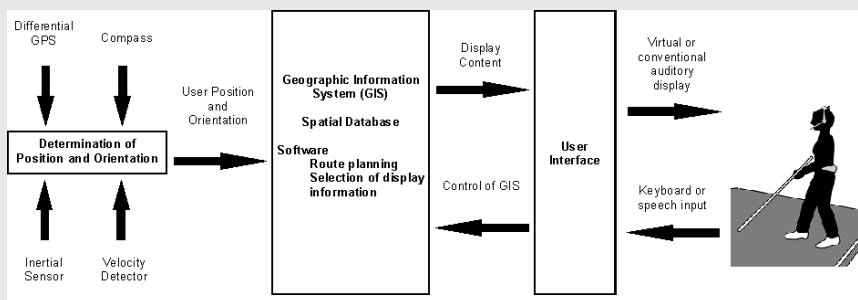 Differential
GPS
Compass
Determination of
Position and Orientation
Inertial
Sensor
Velocity
Detector
User Position
and
Orientation
Geographic Information
System (GIS)
Spatial Database
Software
Route planning
Selection of display
information
Display
Content
Control of GIS
User
Interface
Virtual or
conventional
auditory
display
Keyboard or
speech input